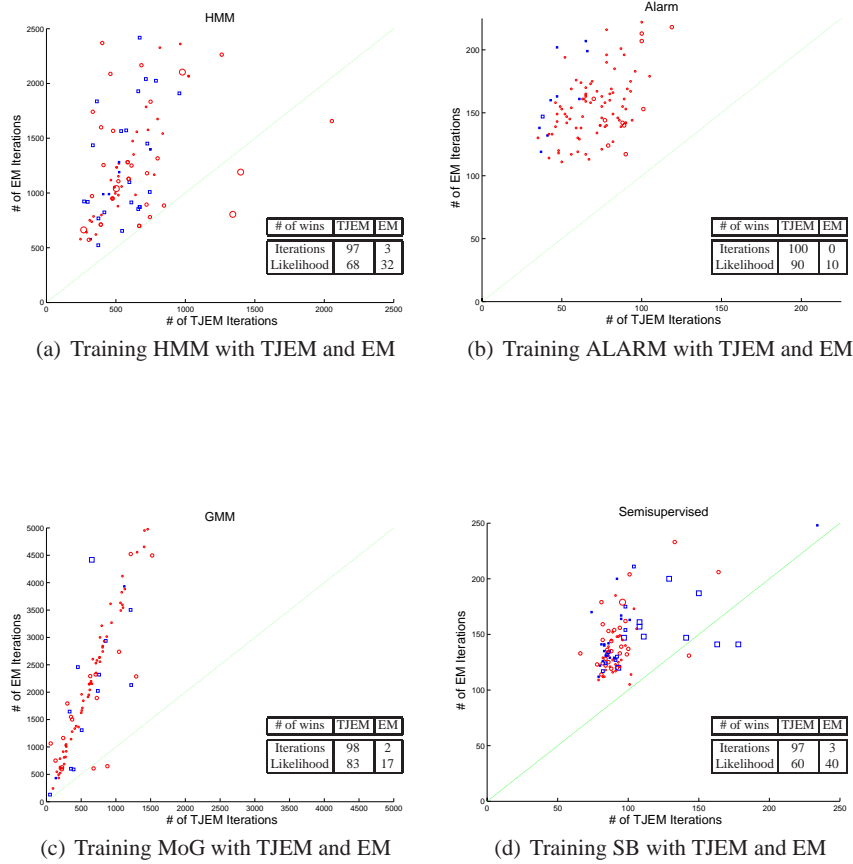 HMM
2500
2000
1500
1000
500
0
# of EM Iterations
0 500 1000 1500 2000 2500
# of TJEM Iterations
# of wins TJEM EM
Iterations 97 3
Likelihood 68 32
(a) Training HMM with TJEM and EM
Alarm
200
150
100
50
0
# of EM Iterations
0 50 100 150 200
# of TJEM Iterations
# of wins TJEM EM
Iterations 100 0
Likelihood 90 10
(b) Training ALARM with TJEM and EM
GMM
5000
4500
4000
3500
3000
2500
2000
1500
1000
500
0
# of EM Iterations
0 500 1000 1500 2000 2500 3000 3500 4000 4500 5000
# of TJEM Iterations
# of wins TJEM EM
Iterations 98 2
Likelihood 83 17
(c) Training MoG with TJEM and EM
Semisupervised
250
200
150
100
50
0
# of EM Iterations
0 50 100 150 200 250
# of TJEM Iterations
# of wins TJEM EM
Iterations 97 3
Likelihood 60 40
(d) Training SB with TJEM and EM